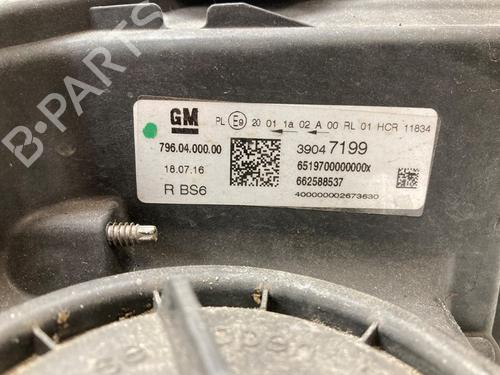 B-PARTS
GM
PL E9 20 01 1a 02 A 00 RL 01 HCR 11834
796.04.000.00
39047199
18.07.16
6519700000000x
R BS6
662588537
400000002673630